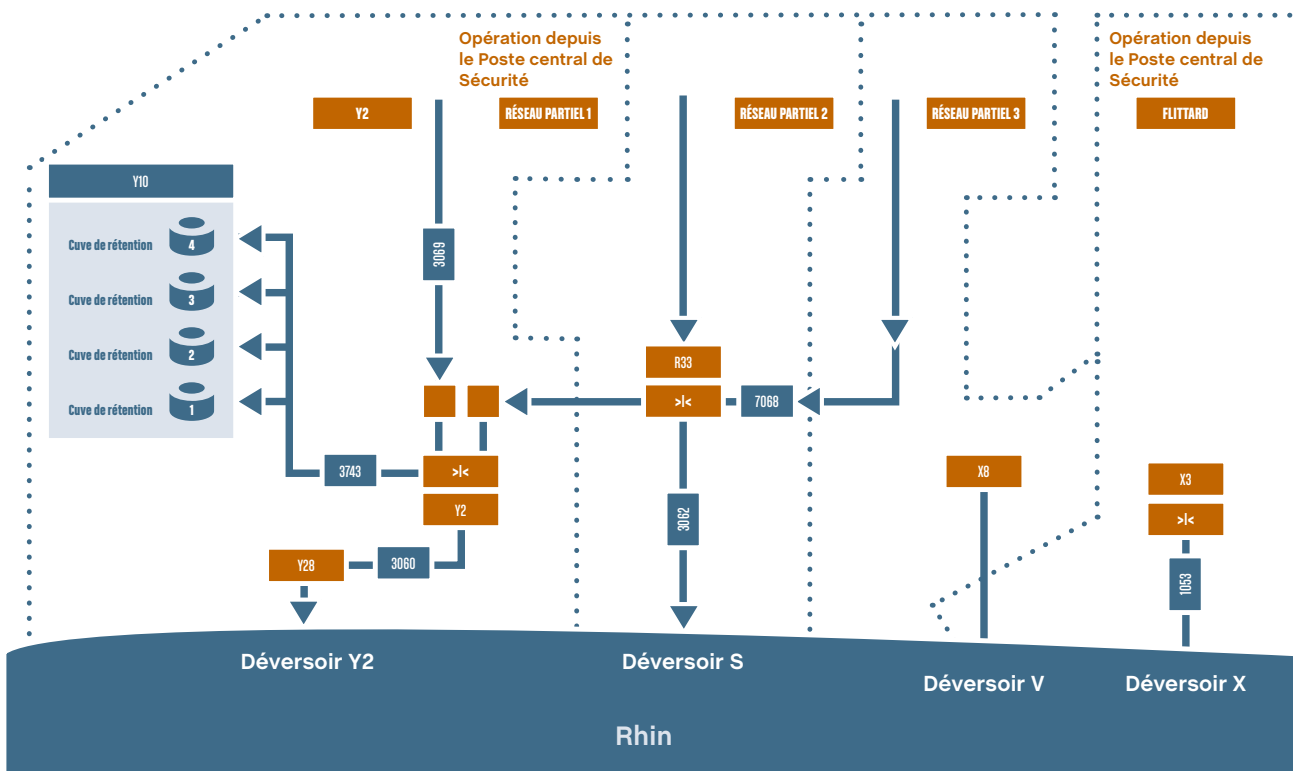 Opération depuis
le Poste central de
Sécurité
Opération depuis
le Poste central de
Sécurité
Y2
RÉSEAU PARTIEL 1
RÉSEAU PARTIEL 2
RÉSEAU PARTIEL 3
FLITTARD
Y10
Cuve de rétention
4
Cuve de rétention
3
Cuve de rétention
2
Cuve de rétention
1
3069
R33
>|<
7068
3743
>|<
Y2
Y28
3060
3062
X8
X3
>|<
1053
Déversoir Y2
Déversoir S
Déversoir V
Déversoir X
Rhin